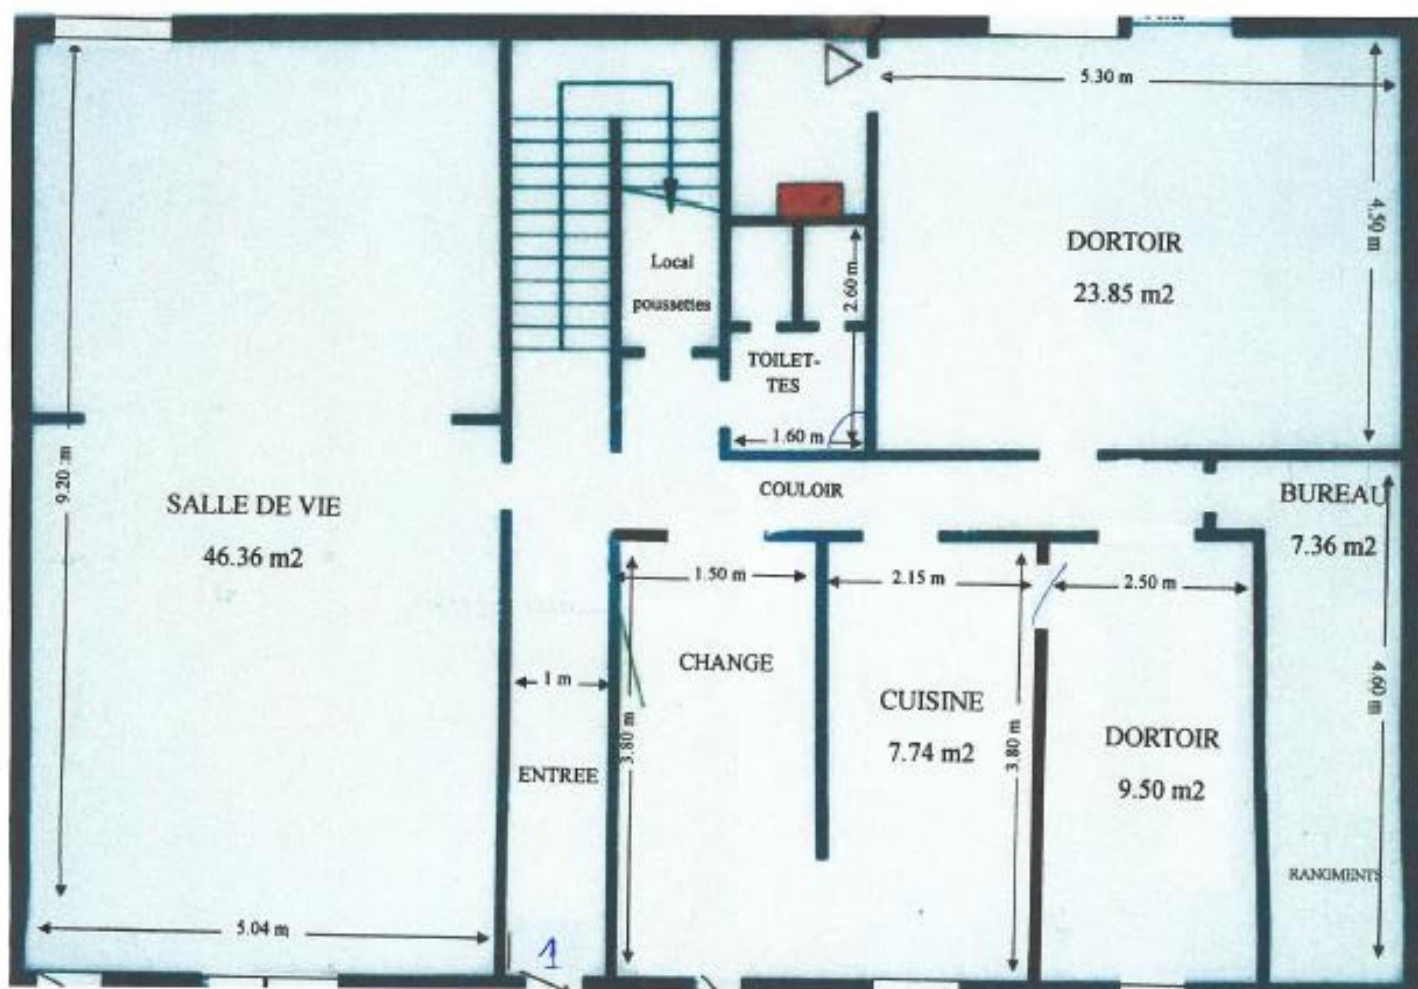 5.30 m
4.50 m
DORTOIR
23.85 m2
Local
poussettes
2.60 m
TOILET-
TES
1.60 m
9.20 m
SALLE DE VIE
46.36 m2
COULOIR
BUREAU
7.36 m2
1.50 m
2.15 m
2.50 m
1 m
CHANGE
3.80 m
CUISINE
7.74 m2
3.80 m
DORTOIR
9.50 m2
4.60 m
ENTREE
RANGMENTS
5.04 m
1